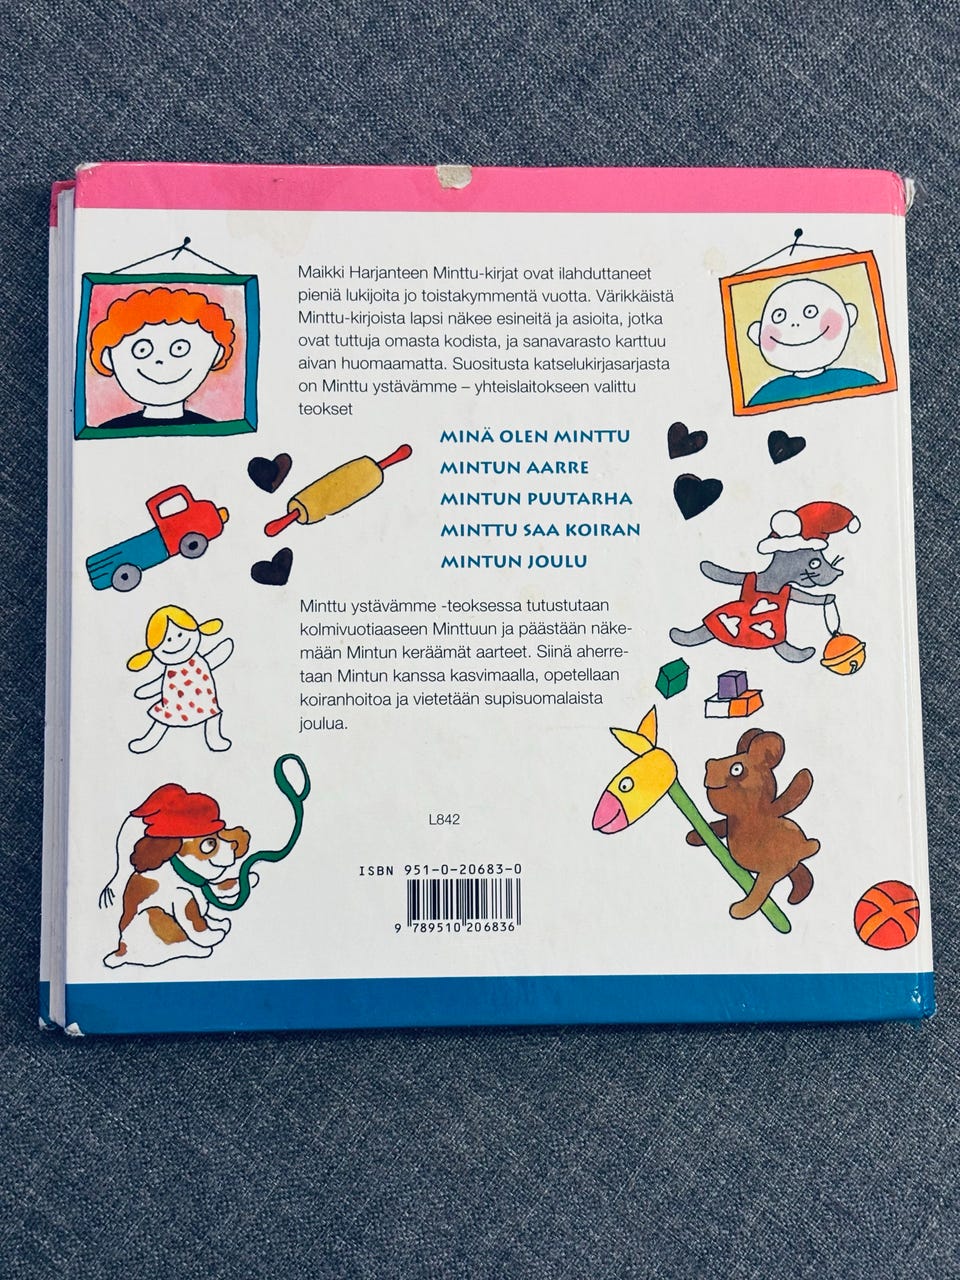 Maikki Harjanteen Minttu-kirjat ovat ilahduttaneet
pieniä lukijoita jo toistakymmentä vuotta. Värikkäistä
Minttu-kirjoista lapsi näkee esineitä ja asioita, jotka
ovat tuttuja omasta kodista, ja sanavarasto karttuu
aivan huomaamatta. Suositusta katselukirjasarjasta
on Minttu ystävämme – yhteislaitokseen valittu
teokset
MINÄ OLEN MINTTU
MINTUN AARRE
MINTUN PUUTARHA
MINTTU SAA KOIRAN
MINTUN JOULU
Minttu ystävämme -teoksessa tutustutaan
kolmivuotiaaseen Minttuun ja päästään näke-
mään Mintun keräämät aarteet. Siinä aherre-
taan Mintun kanssa kasvimaalla, opetellaan
koiranhoitoa ja vietetään supisuomalaista
joulua.
L842
ISBN 951-0-20683-0
9 789510 206836